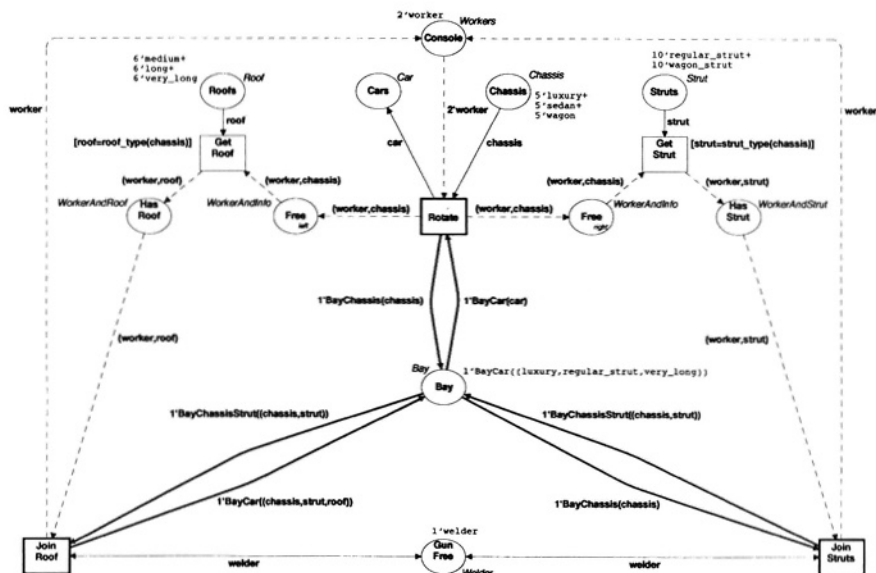 2'worker
Workers
Console
6'medium+
6'long+
6'very_long
Roof
Roofs
Car
Cars
Chassis
Chassis
5'luxury+
5'sedan+
5'wagon
10'regular_strut+
10'wagon_strut
Strut
Struts
worker
roof
2'worker
car
chassis
strut
worker
[roof=roof_type(chassis)]
Get
Roof
Get
Strut
[strut=strut_type(chassis)]
(worker,roof)
(worker,chassis)
(worker,chassis)
(worker,strut)
WorkerAndRoof
Has
Roof
WorkerAndInfo
Free
left
(worker,chassis)
Rotate
(worker,chassis)
Free
right
WorkerAndInfo
Has
Strut
WorkerAndStrut
1'BayChassis(chassis)
1'BayCar(car)
(worker,roof)
(worker,strut)
Bay
Bay
1'BayCar((luxury,regular_strut,very_long))
1'BayChassisStrut((chassis,strut))
1'BayChassisStrut((chassis,strut))
1'BayCar((chassis,strut,roof))
1'BayChassis(chassis)
1'welder
Join
Roof
Gun
Free
Join
Struts
welder
Welder
welder